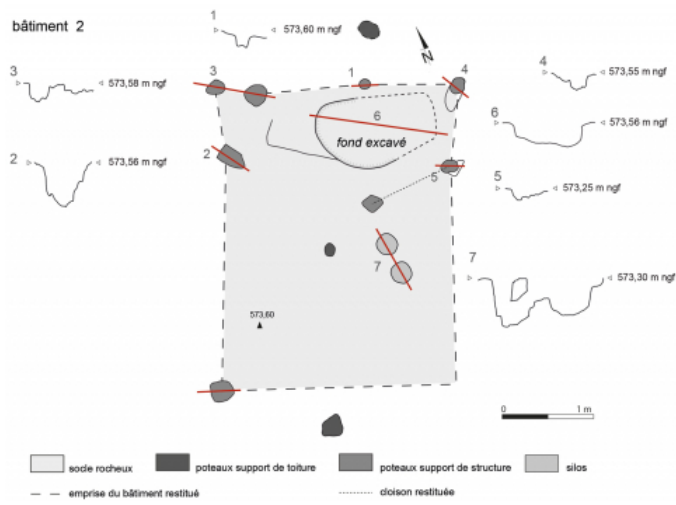 bâtiment 2
1
573,60 m ngf
N
3
573,58 m ngf
2
573,56 m ngf
3
1
4
6
fond excavé
2
5
7
573,60
4
573,55 m ngf
6
573,56 m ngf
5
573,25 m ngf
7
573,30 m ngf
0 1 m
socle rocheux poteaux support de toiture poteaux support de structure silos
emprise du bâtiment restitué cloison restituée